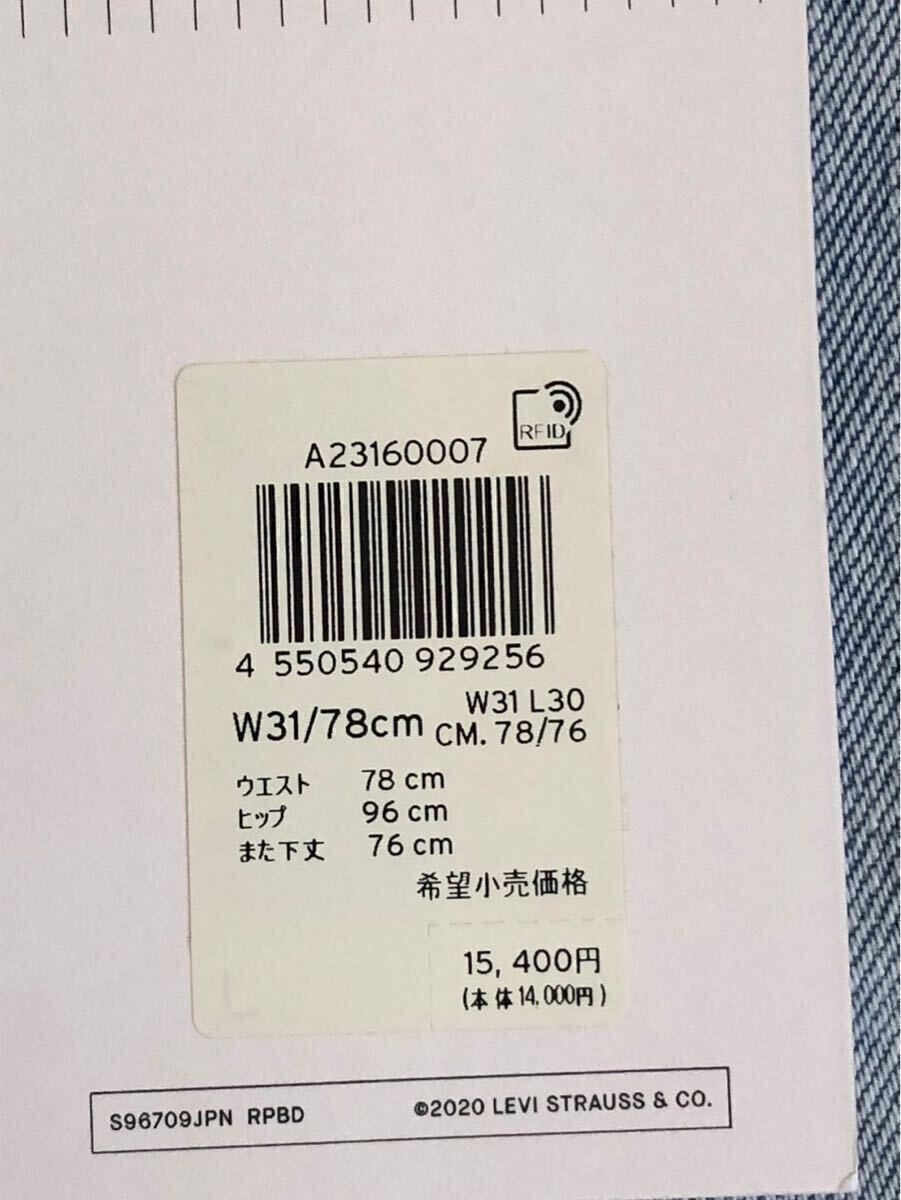 RFID
A23160007
4 550540 929256
W31/78cm
W31 L30
CM. 78/76
ウエスト 78 cm
ヒップ 96 cm
また下丈 76 cm
希望小売価格
15, 400円
(本体14,000円)
S96709JPN RPBD
©2020 LEVI STRAUSS & CO.